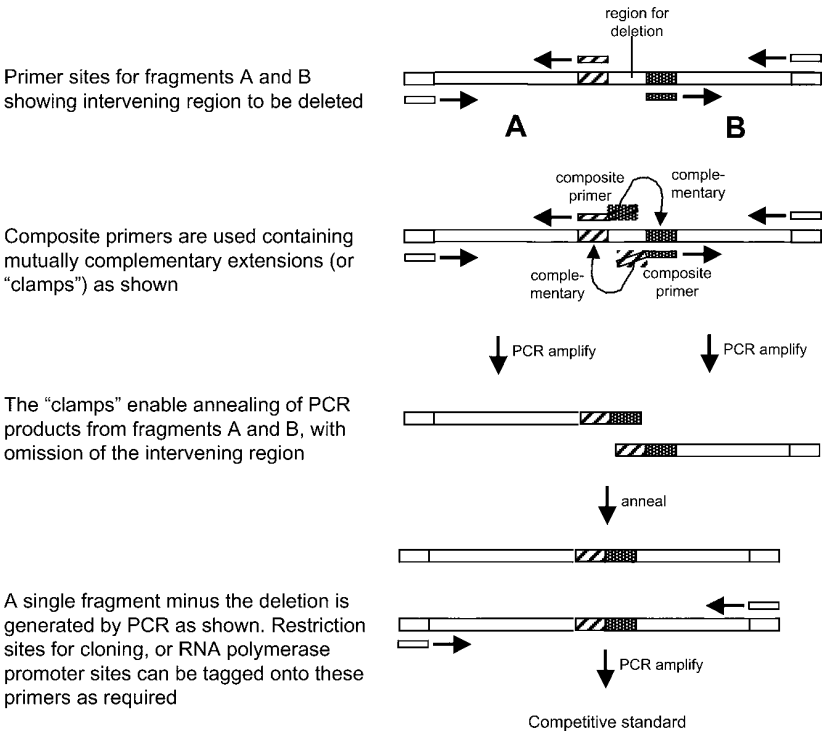 region for
deletion
Primer sites for fragments A and B
showing intervening region to be deleted
A
B
composite
primer
comple-
mentary
Composite primers are used containing
mutually complementary extensions (or
“clamps”) as shown
comple-
mentary
composite
primer
PCR amplify
PCR amplify
The “clamps” enable annealing of PCR
products from fragments A and B, with
omission of the intervening region
anneal
A single fragment minus the deletion is
generated by PCR as shown. Restriction
sites for cloning, or RNA polymerase
promoter sites can be tagged onto these
primers as required
PCR amplify
Competitive standard